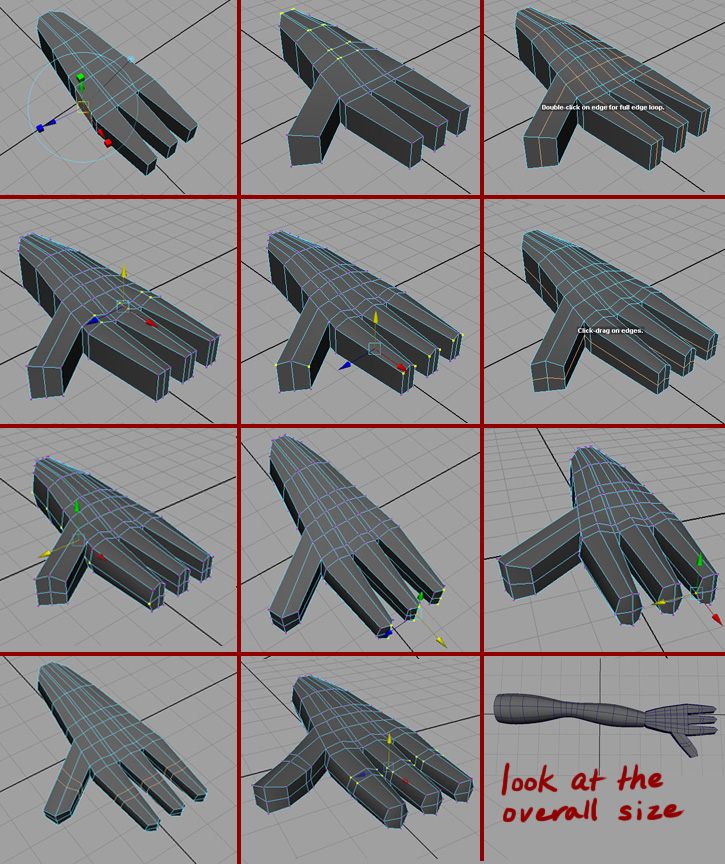 Double-click on edge for full edge loop.
Click-drag on edges.
look at the
overall size